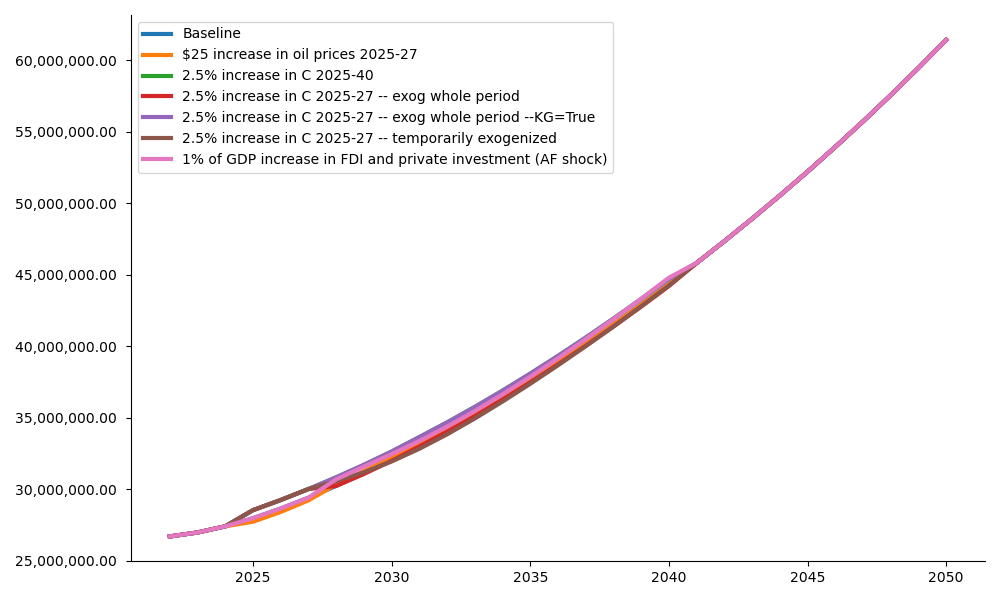 Baseline
$25 increase in oil prices 2025-27
2.5% increase in C 2025-40
2.5% increase in C 2025-27 -- exog whole period
2.5% increase in C 2025-27 -- exog whole period --KG=True
2.5% increase in C 2025-27 -- temporarily exogenized
1% of GDP increase in FDI and private investment (AF shock)
60,000,000.00
55,000,000.00
50,000,000.00
45,000,000.00
40,000,000.00
35,000,000.00
30,000,000.00
25,000,000.00
2025 2030 2035 2040 2045 2050